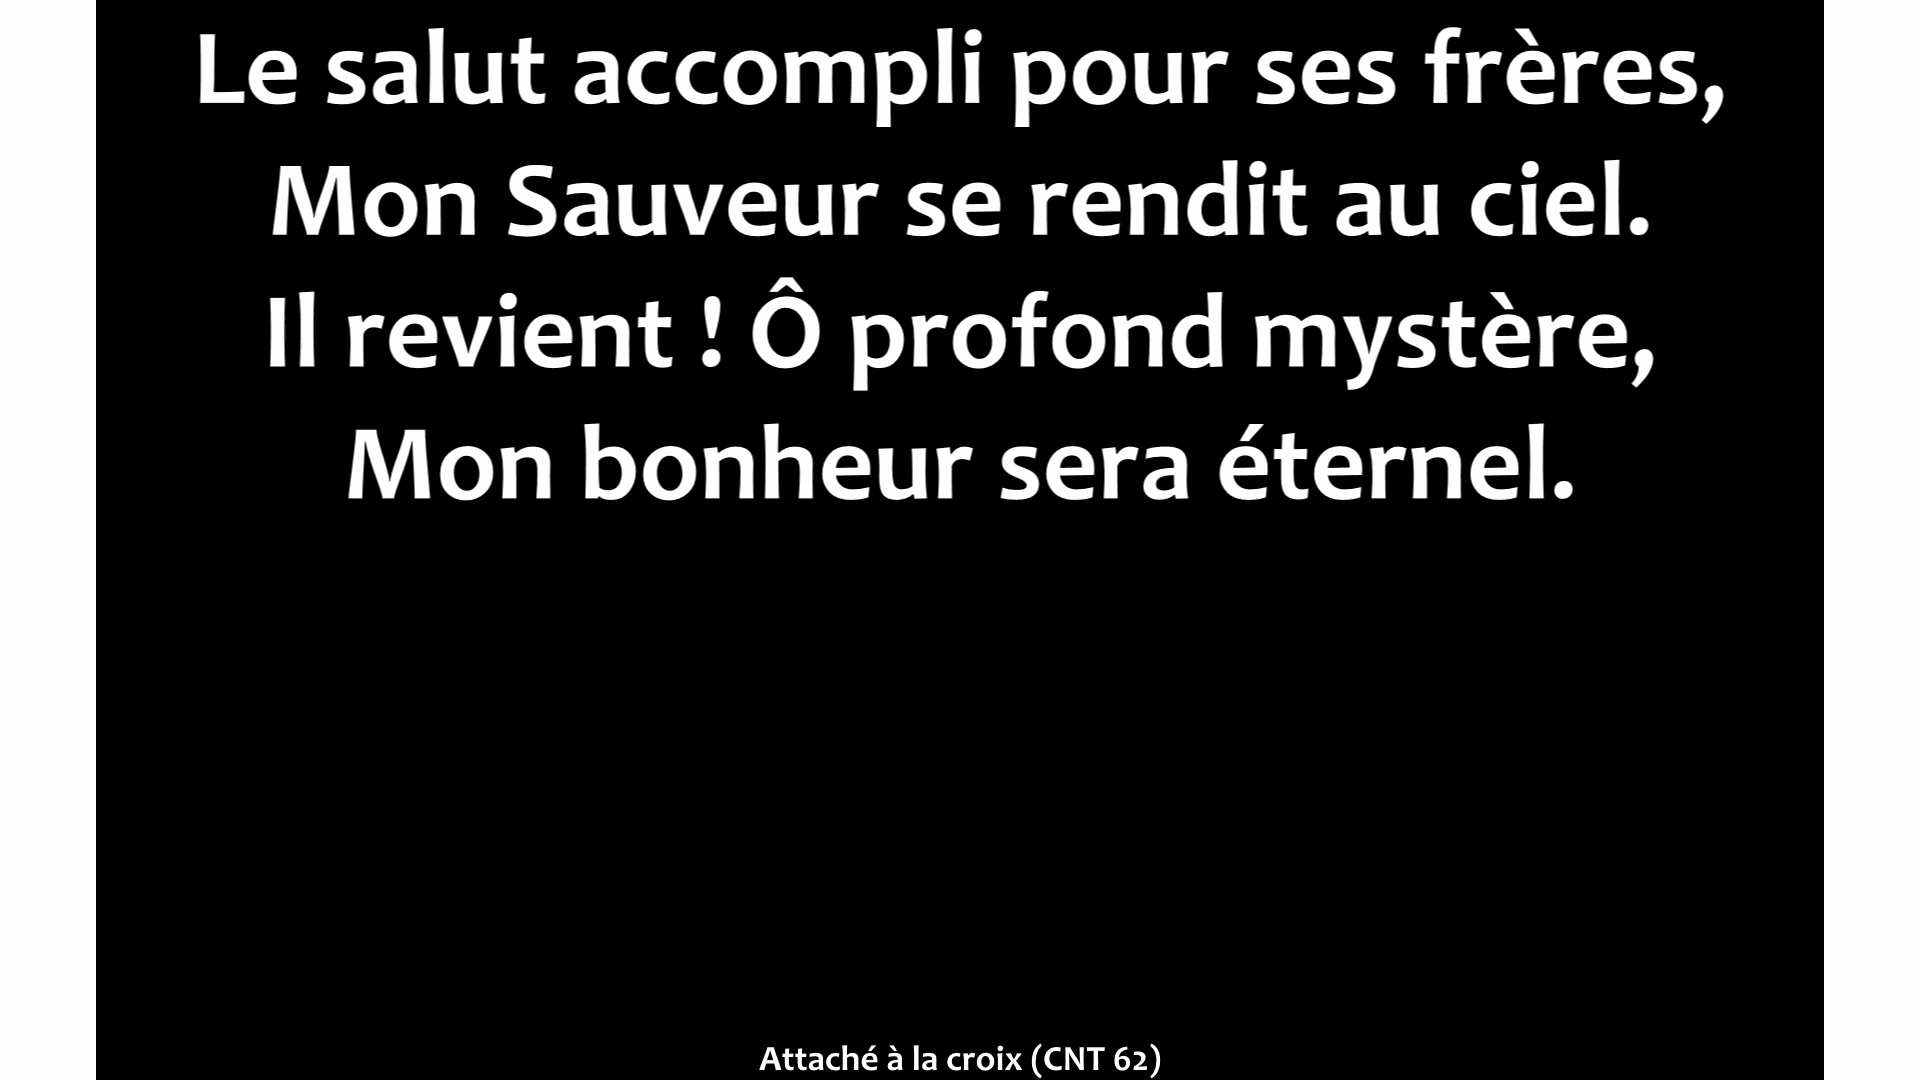 Le salut accompli pour ses frères,
Mon Sauveur se rendit au ciel.
Il revient ! Ô profond mystère,
Mon bonheur sera éternel.
Attaché à la croix (CNT 62)